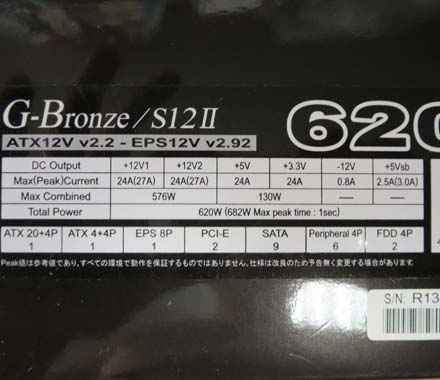 G-Bronze/S12II
620
ATX12V v2.2 - EPS12V v2.92
DC Output +12V1 +12V2 +5V +3.3V -12V +5Vsb
Max(Peak)Current 24A(27A) 24A(27A) 24A 24A 0.8A 2.5A(3.0A)
Max Combined 576W 130W — —
Total Power 620W (682W Max peak time : 1sec)
ATX 20+4P ATX 4+4P EPS 8P PCI-E SATA Peripheral 4P FDD 4P
1 1 1 2 9 6 2
Peak値は参考値であり、すべての環境で動作を保証するものではありません。仕様は改良のため予告無く変更する場合
S/N: R13